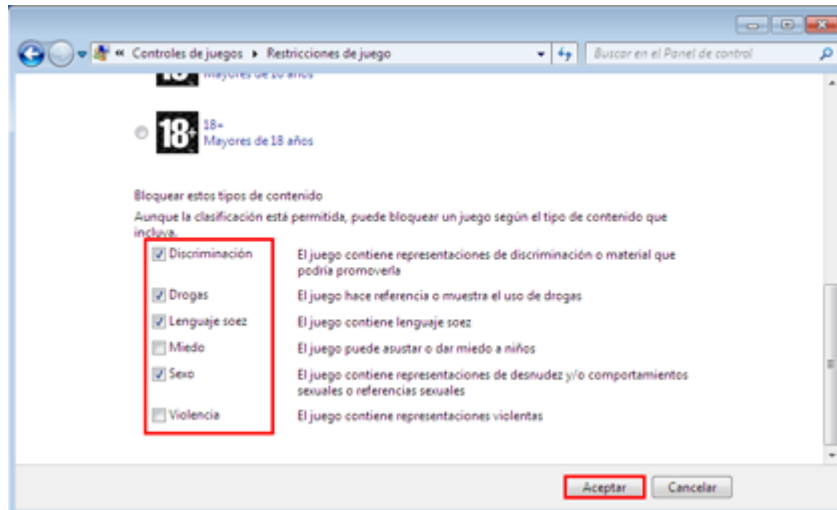 « Controles de juegos ▸ Restricciones de juego
Buscar en el Panel de control
18+
18+
Mayores de 18 años
Bloquear estos tipos de contenido
Aunque la clasificación está permitida, puede bloquear un juego según el tipo de contenido que
incluya.
Discriminación El juego contiene representaciones de discriminación o material que
podría promoverla
Drogas El juego hace referencia o muestra el uso de drogas
Lenguaje soez El juego contiene lenguaje soez
Miedo El juego puede asustar o dar miedo a niños
Sexo El juego contiene representaciones de desnudez y/o comportamientos
sexuales o referencias sexuales
Violencia El juego contiene representaciones violentas
Aceptar Cancelar